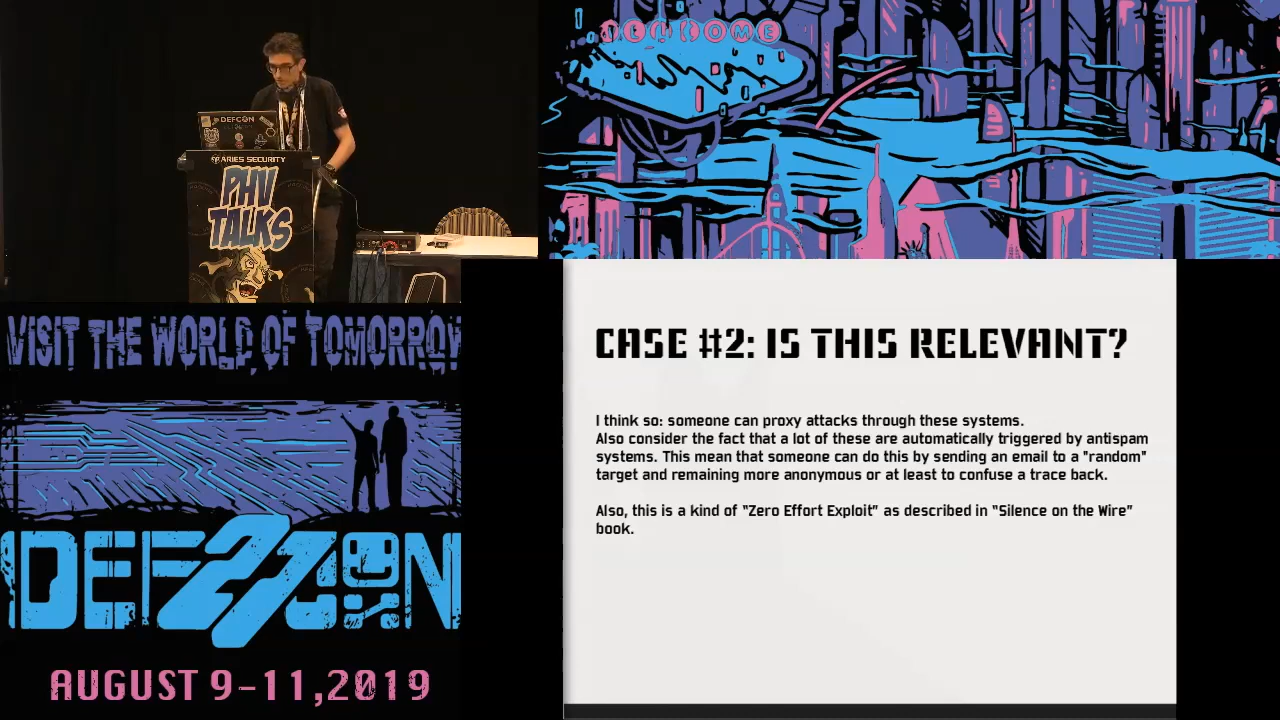 WELCOME
DEFCON
ARIES SECURITY
PHV
TALKS
VISIT THE WORLD OF TOMORROW
DEF27CON
AUGUST 9-11,2019
CASE #2: IS THIS RELEVANT?
I think so: someone can proxy attacks through these systems.
Also consider the fact that a lot of these are automatically triggered by antispam
systems. This mean that someone can do this by sending an email to a "random"
target and remaining more anonymous or at least to confuse a trace back.
Also, this is a kind of “Zero Effort Exploit” as described in “Silence on the Wire”
book.